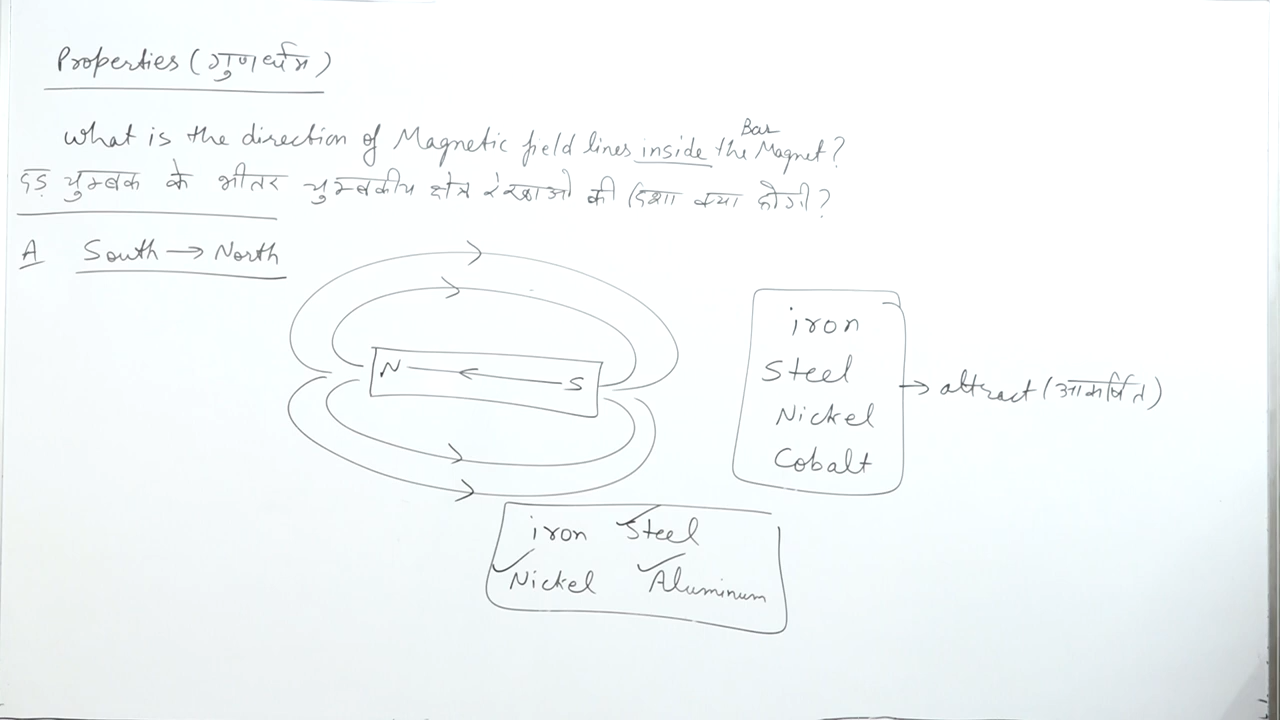 Properties (गुणधर्म)
What is the direction of Magnetic field lines inside the Bar Magnet?
दंड चुम्बक के भीतर चुम्बकीय क्षेत्र रेखाओ की दिशा क्या होगी?
A South → North
N S
iron
Steel
Nickel
Cobalt
→ attract (आकर्षित)
iron Steel
Nickel Aluminum